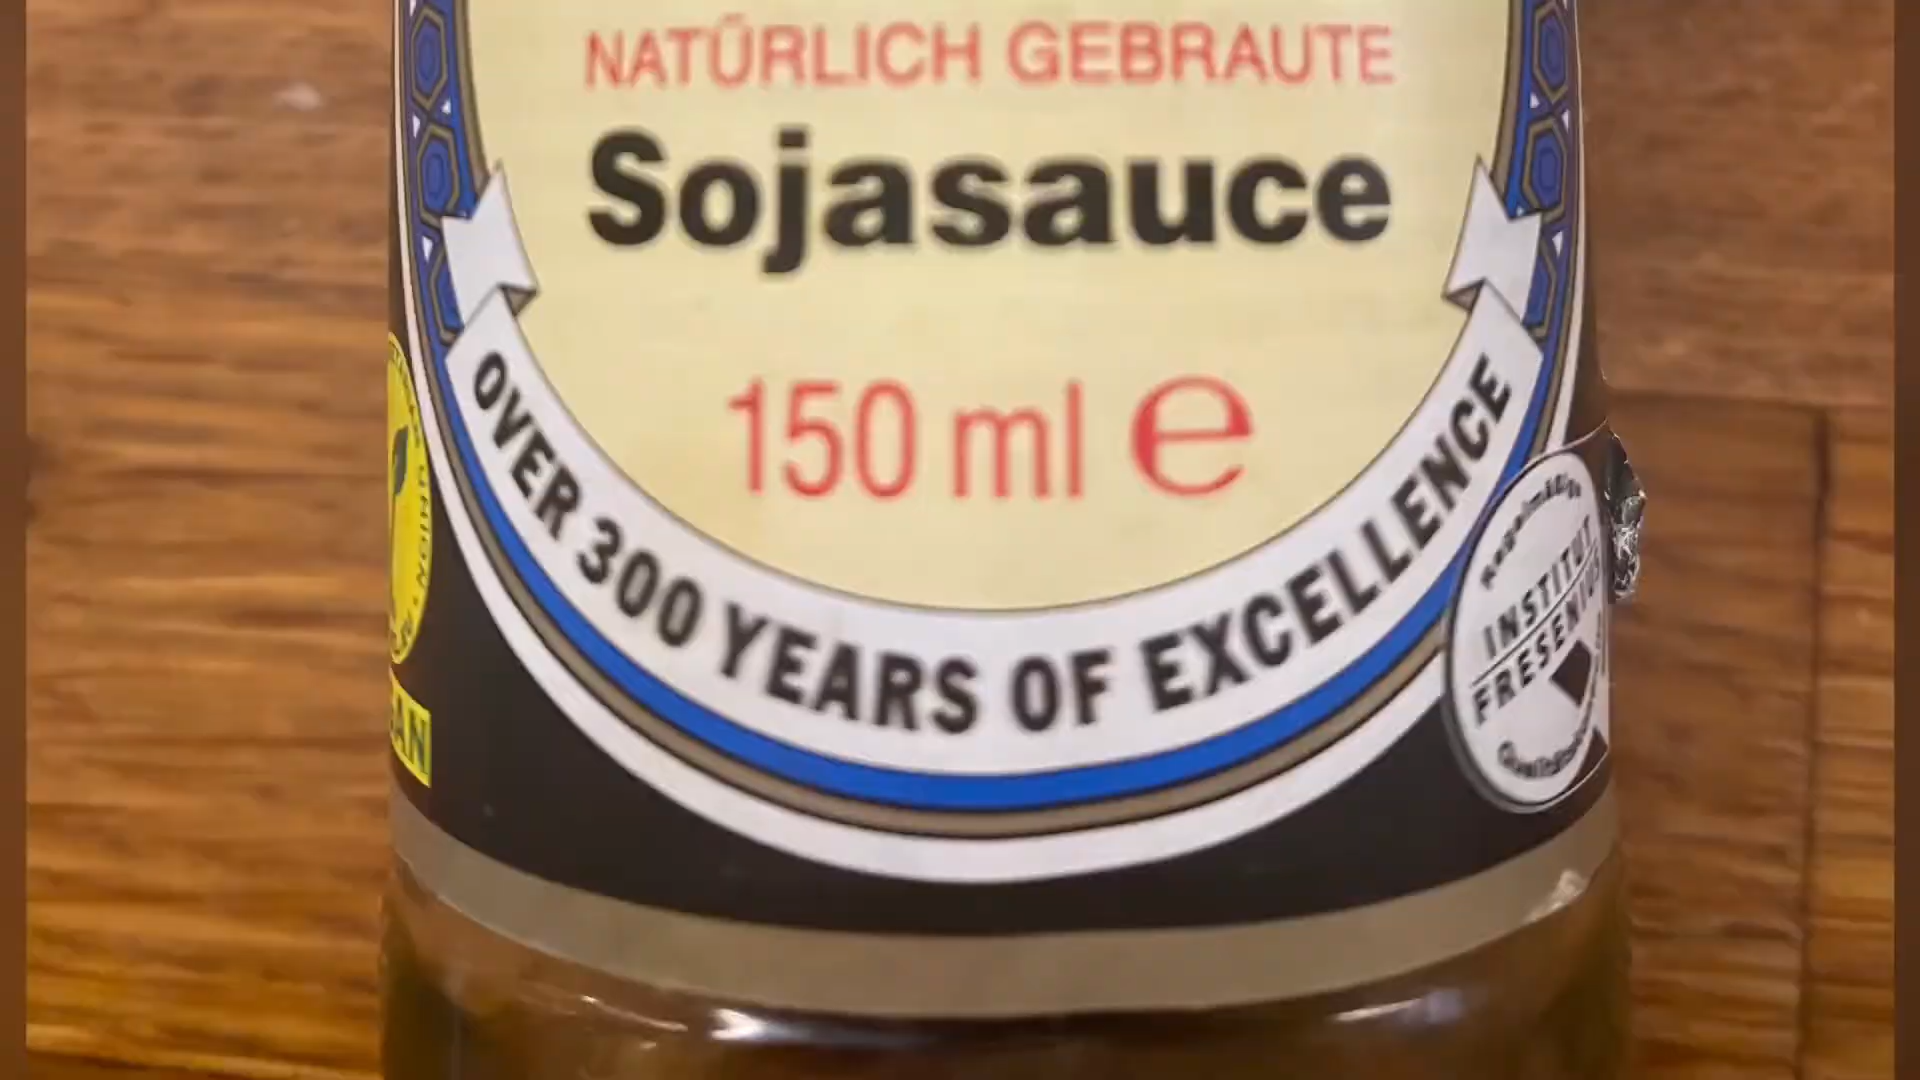 NATÜRLICH GEBRAUTE
Sojasauce
150 ml ℮
OVER 300 YEARS OF EXCELLENCE
INSTITUT
FRESENIUS